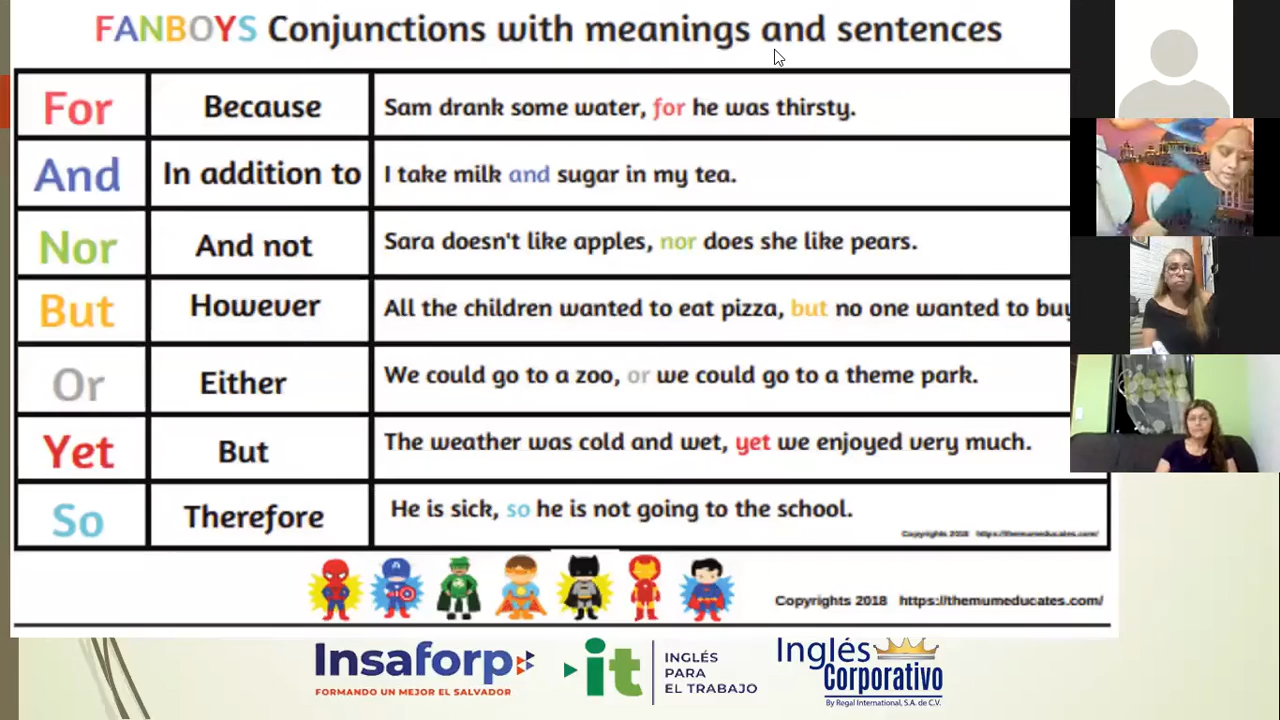 FANBOYS Conjunctions with meanings and sentences
For Because Sam drank some water, for he was thirsty.
And In addition to I take milk and sugar in my tea.
Nor And not Sara doesn't like apples, nor does she like pears.
But However All the children wanted to eat pizza, but no one wanted to buy
Or Either We could go to a zoo, or we could go to a theme park.
Yet But The weather was cold and wet, yet we enjoyed very much.
So Therefore He is sick, so he is not going to the school.
Copyrights 2018 https://themumeducates.com/
Copyrights 2018 https://themumeducates.com/
Insaforp
FORMANDO UN MEJOR EL SALVADOR
it
INGLÉS
PARA
EL TRABAJO
Inglés
Corporativo
By Regal International, S.A. de C.V.